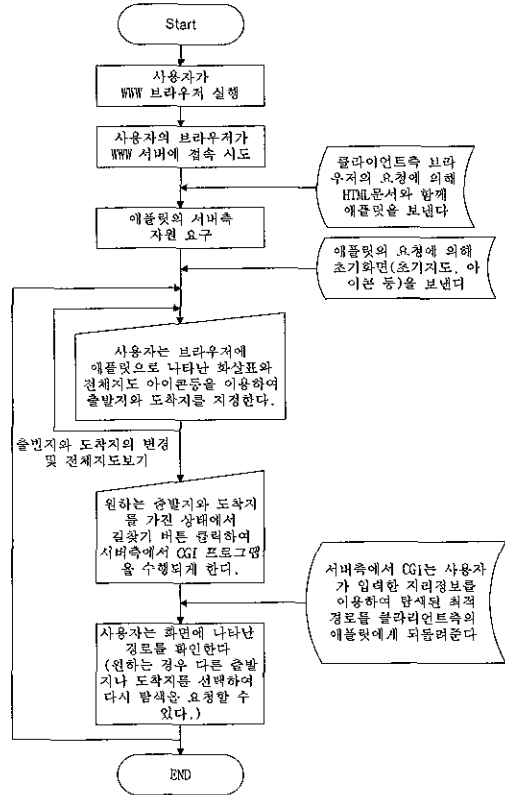 Start
사용자가
WWW 브라우저 실행
사용자의 브라우저가
WWW 서버에 접속 시도
클라이언트측 브라
우저의 요청에 의해
HTML문서와 함께
애플릿을 보낸다
애플릿의 서버측
자원 요구
애플릿의 요청에 의해
초기화면(초기지도, 아
이콘 등)을 보낸다
사용자는 브라우저에
애플릿으로 나타난 화살표와
전체지도 아이콘등을 이용하여
출발지와 도착지를 지정한다.
출발지와 도착지의 변경
및 전체지도보기
원하는 출발지와 도착지
를 가진 상태에서
길찾기 버튼 클릭하여
서버측에서 CGI 프로그램
을 수행되게 한다.
서버측에서 CGI는 사용자
가 입력한 지리정보를
이용하여 탐색된 최적
경로를 클라리언트측의
애플릿에게 되돌려준다
사용자는 화면에 나타난
경로를 확인한다
(원하는 경우 다른 출발
지나 도착지를 선택하여
다시 탐색을 요청할 수
있다.)
END